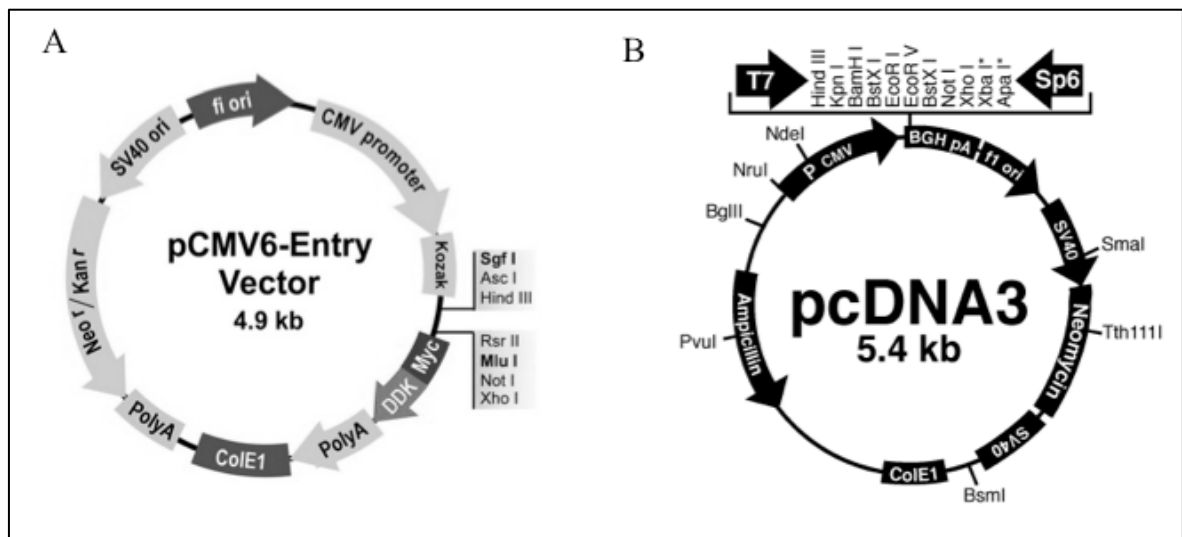 A
fi ori
CMV promoter
Kozak
Sgf I
Asc I
Hind III
Rsr II
Mlu I
Not I
Xho I
Myc
DDK
PolyA
ColE1
PolyA
Neo r / Kan r
SV40 ori
pCMV6-Entry
Vector
4.9 kb
B
T7
Hind III
Kpn I
BamH I
BstX I
EcoR I
EcoR V
BstX I
Not I
Xho I
Xba I*
Apa I*
Sp6
NdeI
NruI
BglII
PvuI
P CMV
BGH pA
f1 ori
SV40
SmaI
Neomycin
Tth111I
SV40
BsmI
ColE1
Ampicillin
pcDNA3
5.4 kb